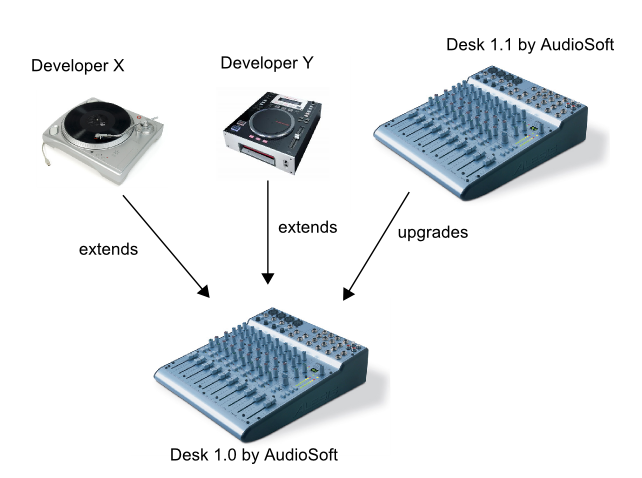 Desk 1.1 by AudioSoft
Developer X
Developer Y
extends
extends
upgrades
Desk 1.0 by AudioSoft